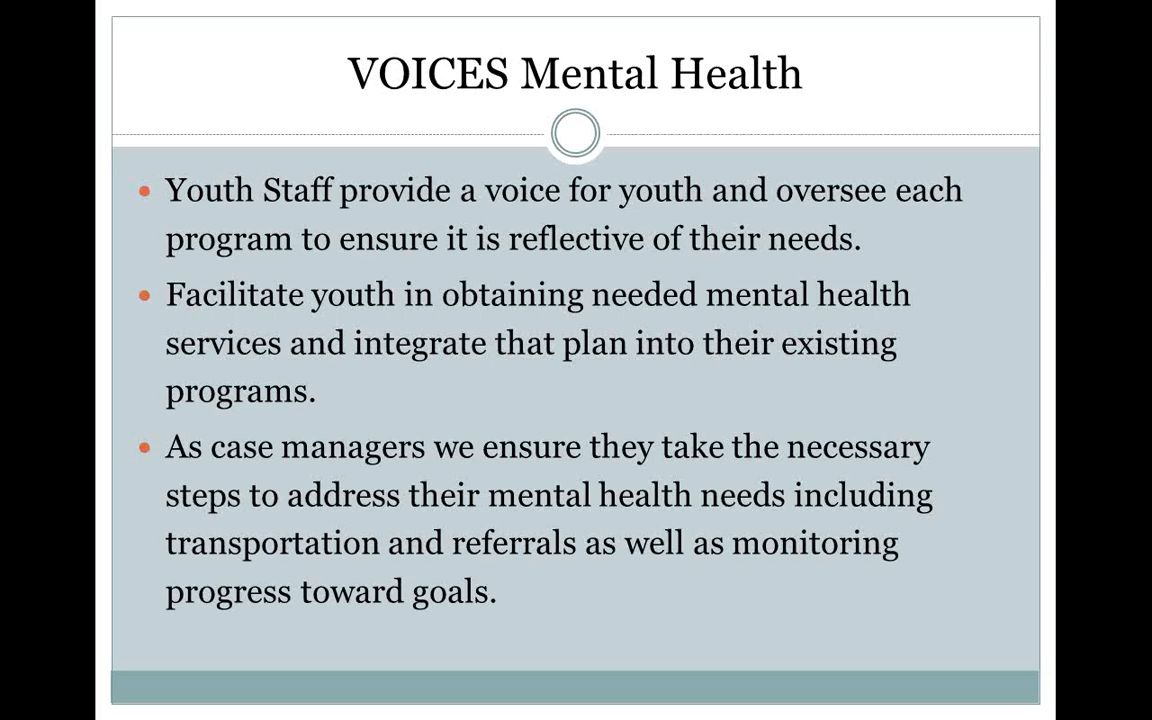 VOICES Mental Health
• Youth Staff provide a voice for youth and oversee each
program to ensure it is reflective of their needs.
• Facilitate youth in obtaining needed mental health
services and integrate that plan into their existing
programs.
• As case managers we ensure they take the necessary
steps to address their mental health needs including
transportation and referrals as well as monitoring
progress toward goals.